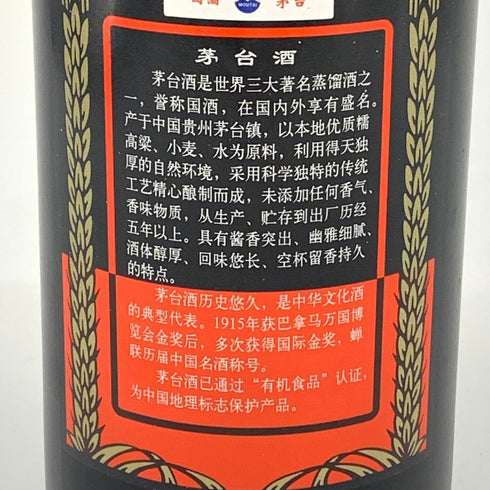 MOUTAI
茅台
茅台酒
茅台酒是世界三大著名蒸馏酒之
一，誉称国酒，在国内外享有盛名。
产于中国贵州茅台镇，以本地优质糯
高粱、小麦、水为原料，利用得天独
厚的自然环境，采用科学独特的传统
工艺精心酿制而成，未添加任何香气、
香味物质，从生产、贮存到出厂历经
五年以上。具有酱香突出、幽雅细腻、
酒体醇厚、回味悠长、空杯留香持久
的特点。
茅台酒历史悠久，是中华文化酒
的典型代表。1915年获巴拿马万国博
览会金奖后，多次获得国际金奖，蝉
联历届中国名酒称号。
茅台酒已通过“有机食品”认证，
为中国地理标志保护产品。